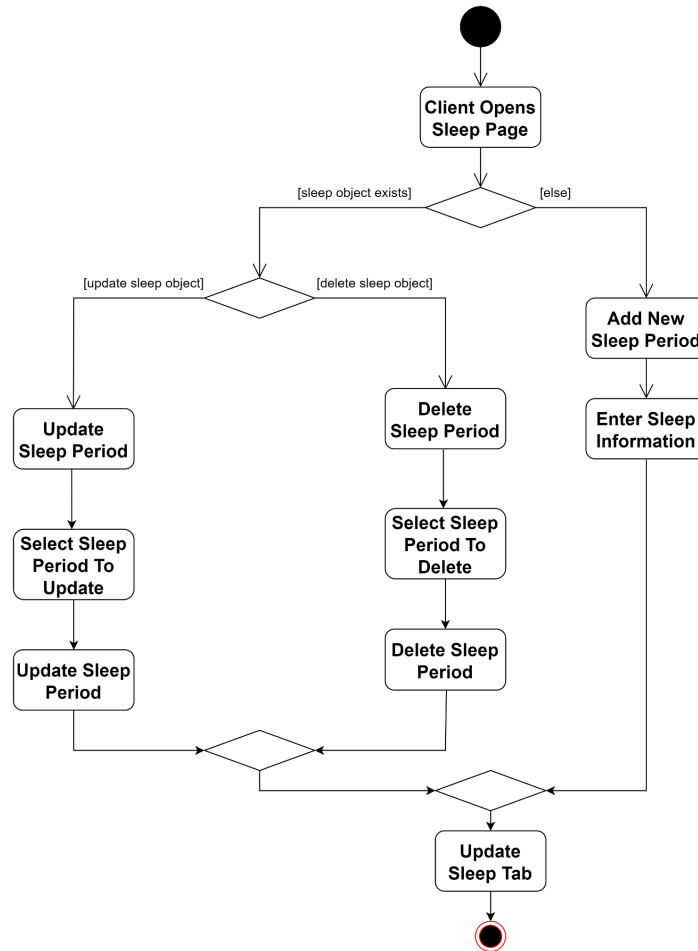 Client Opens
Sleep Page
[sleep object exists]
[else]
[update sleep object]
[delete sleep object]
Add New
Sleep Period
Update
Sleep Period
Delete
Sleep Period
Enter Sleep
Information
Select Sleep
Period To
Update
Select Sleep
Period To
Delete
Update Sleep
Period
Delete Sleep
Period
Update
Sleep Tab